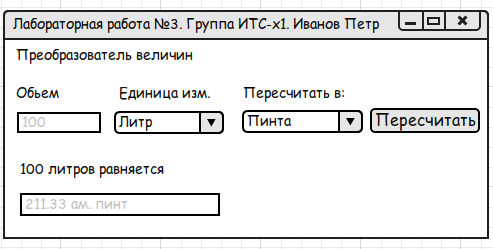 Лабораторная работа №3. Группа ИТС-х1. Иванов Петр
Преобразователь величин
Обьем Единица изм. Пересчитать в:
100 Литр Пинта Пересчитать
100 литров равняется
211.33 ам. пинт